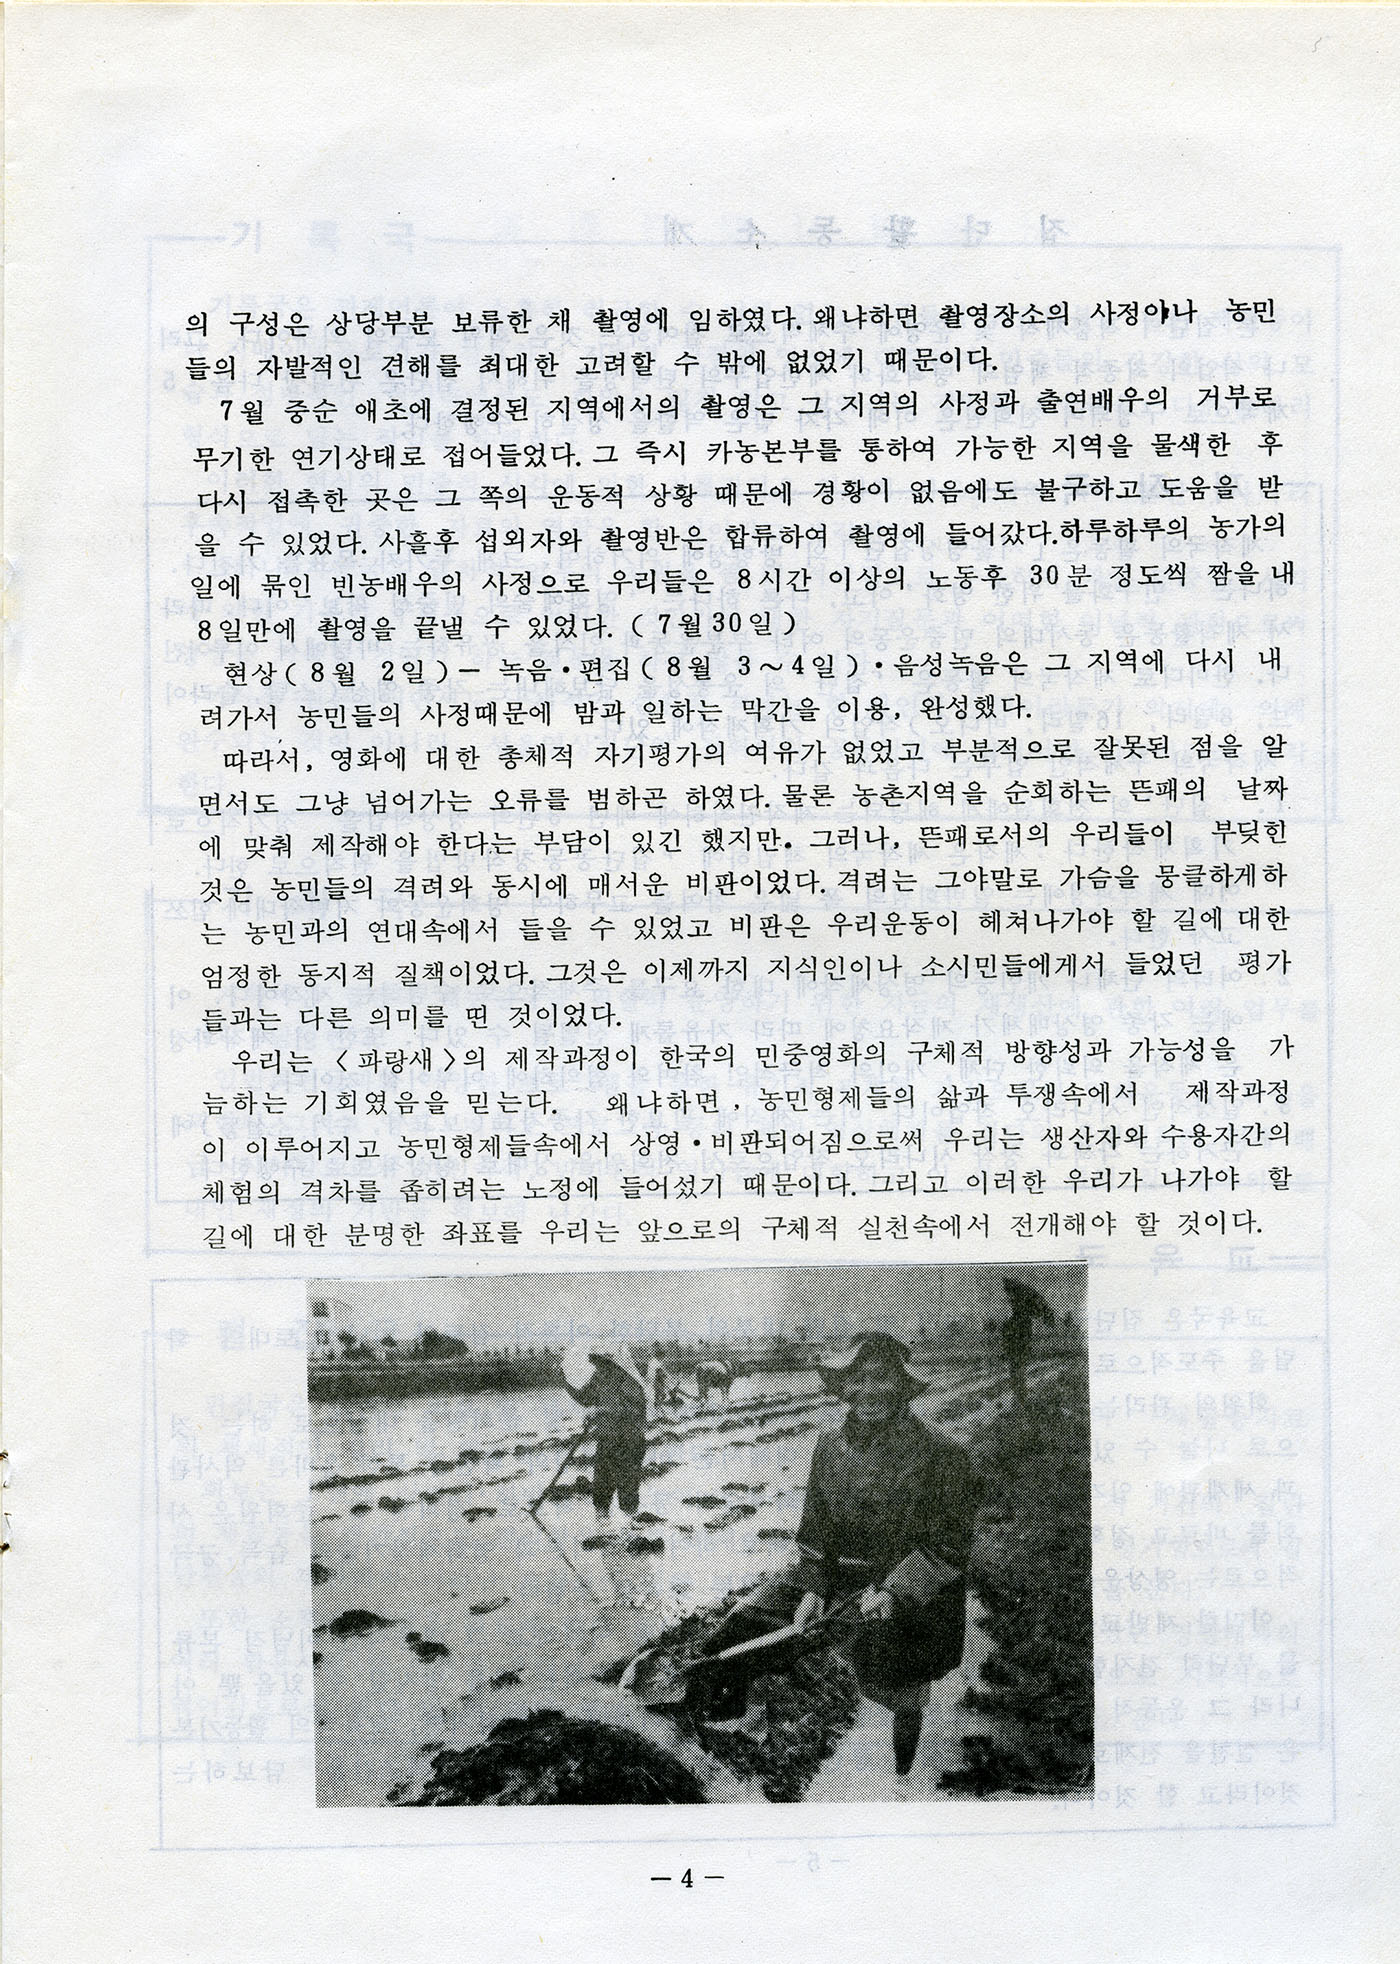 의 구성은 상당부분 보류한 채 촬영에 임하였다. 왜냐하면 촬영장소의 사정이나 농민
들의 자발적인 견해를 최대한 고려할 수 밖에 없었기 때문이다.
7월 중순 애초에 결정된 지역에서의 촬영은 그 지역의 사정과 출연배우의 거부로
무기한 연기상태로 접어들었다. 그 즉시 카농본부를 통하여 가능한 지역을 물색한 후
다시 접촉한 곳은 그 쪽의 운동적 상황 때문에 경황이 없음에도 불구하고 도움을 받
을 수 있었다. 사흘후 섭외자와 촬영반은 합류하여 촬영에 들어갔다. 하루하루의 농가의
일에 묶인 빈농배우의 사정으로 우리들은 8시간 이상의 노동후 30분 정도씩 짬을 내
8일만에 촬영을 끝낼 수 있었다. ( 7월30일 )
현상( 8월 2일 ) ─ 녹음・편집( 8월 3~4일 )・음성녹음은 그 지역에 다시 내
려가서 농민들의 사정때문에 밤과 일하는 막간을 이용, 완성했다.
따라서, 영화에 대한 총체적 자기평가의 여유가 없었고 부분적으로 잘못된 점을 알
면서도 그냥 넘어가는 오류를 범하곤 하였다. 물론 농촌지역을 순회하는 뜬패의 날짜
에 맞춰 제작해야 한다는 부담이 있긴 했지만. 그러나, 뜬패로서의 우리들이 부딪힌
것은 농민들의 격려와 동시에 매서운 비판이었다. 격려는 그야말로 가슴을 뭉클하게하
는 농민과의 연대속에서 들을 수 있었고 비판은 우리운동이 헤쳐나가야 할 길에 대한
엄정한 동지적 질책이었다. 그것은 이제까지 지식인이나 소시민들에게서 들었던 평가
들과는 다른 의미를 띤 것이었다.
우리는 < 파랑새 >의 제작과정이 한국의 민중영화의 구체적 방향성과 가능성을 가
늠하는 기회였음을 믿는다. 왜냐하면, 농민형제들의 삶과 투쟁속에서 제작과정
이 이루어지고 농민형제들속에서 상영・비판되어짐으로써 우리는 생산자와 수용자간의
체험의 격차를 좁히려는 노정에 들어섰기 때문이다. 그리고 이러한 우리가 나가야 할
길에 대한 분명한 좌표를 우리는 앞으로의 구체적 실천속에서 전개해야 할 것이다.
─ 4 ─